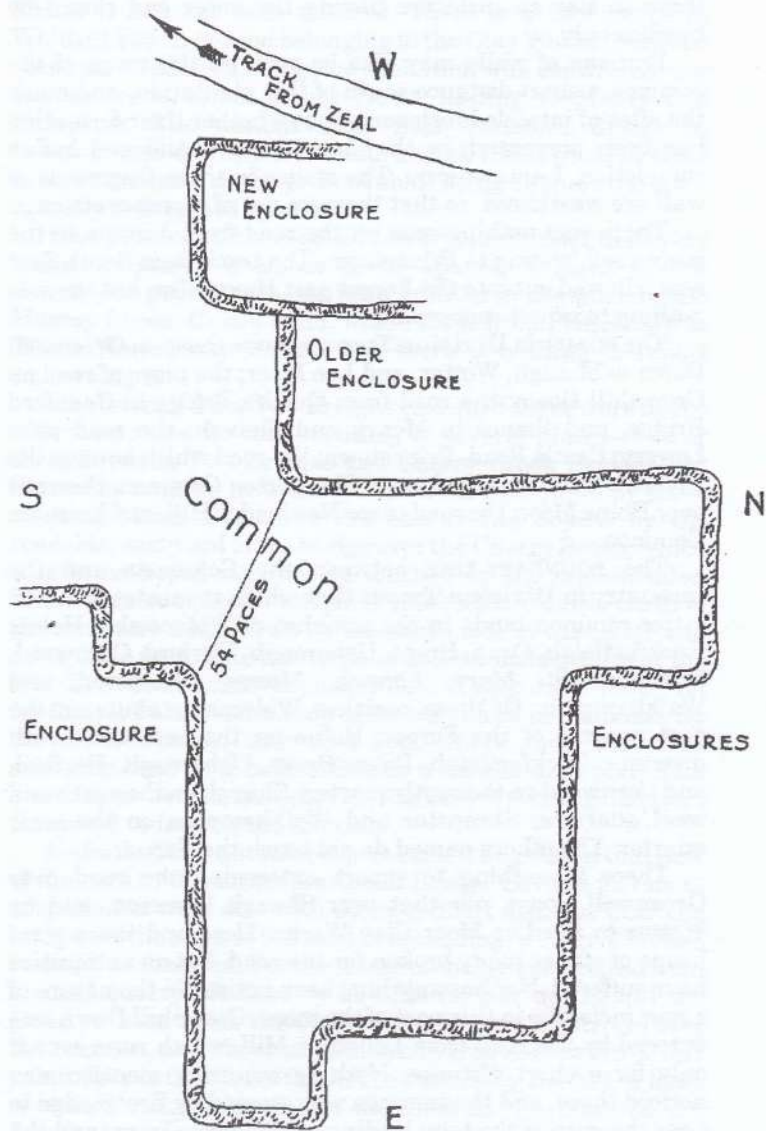 W
TRACK
FROM ZEAL
NEW
ENCLOSURE
OLDER
ENCLOSURE
S
Common
N
54 PACES
ENCLOSURE
ENCLOSURES
E